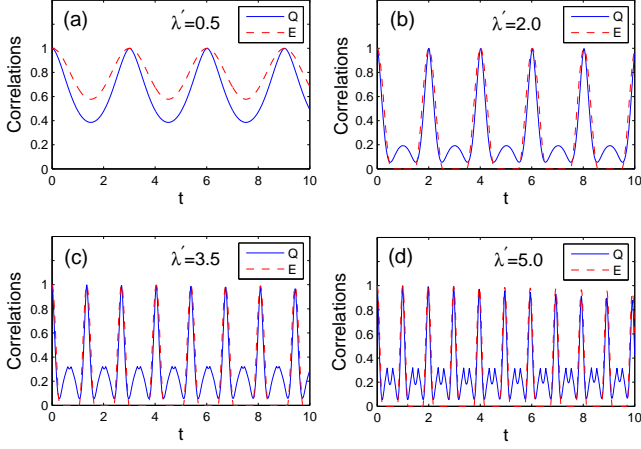 (a)
λ′=0.5
Q
E
Correlations
1
0.8
0.6
0.4
0.2
0
0 2 4 6 8 10
t
(b)
λ′=2.0
Q
E
Correlations
1
0.8
0.6
0.4
0.2
0
0 2 4 6 8 10
t
(c)
λ′=3.5
Q
E
Correlations
1
0.8
0.6
0.4
0.2
0
0 2 4 6 8 10
t
(d)
λ′=5.0
Q
E
Correlations
1
0.8
0.6
0.4
0.2
0
0 2 4 6 8 10
t